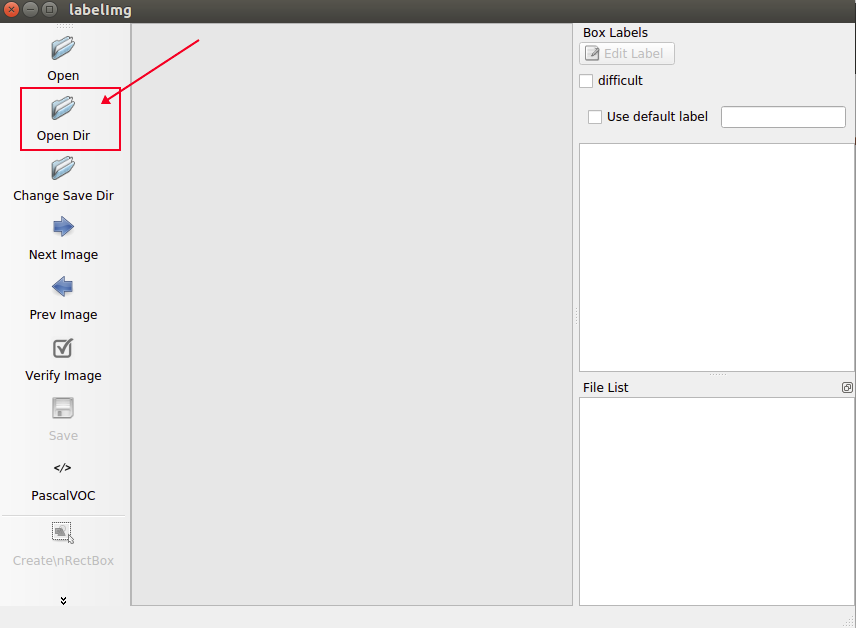 labelImg
Open
Open Dir
Change Save Dir
Next Image
Prev Image
Verify Image
Save
</>
PascalVOC
Create\nRectBox
Box Labels
Edit Label
difficult
Use default label
File List